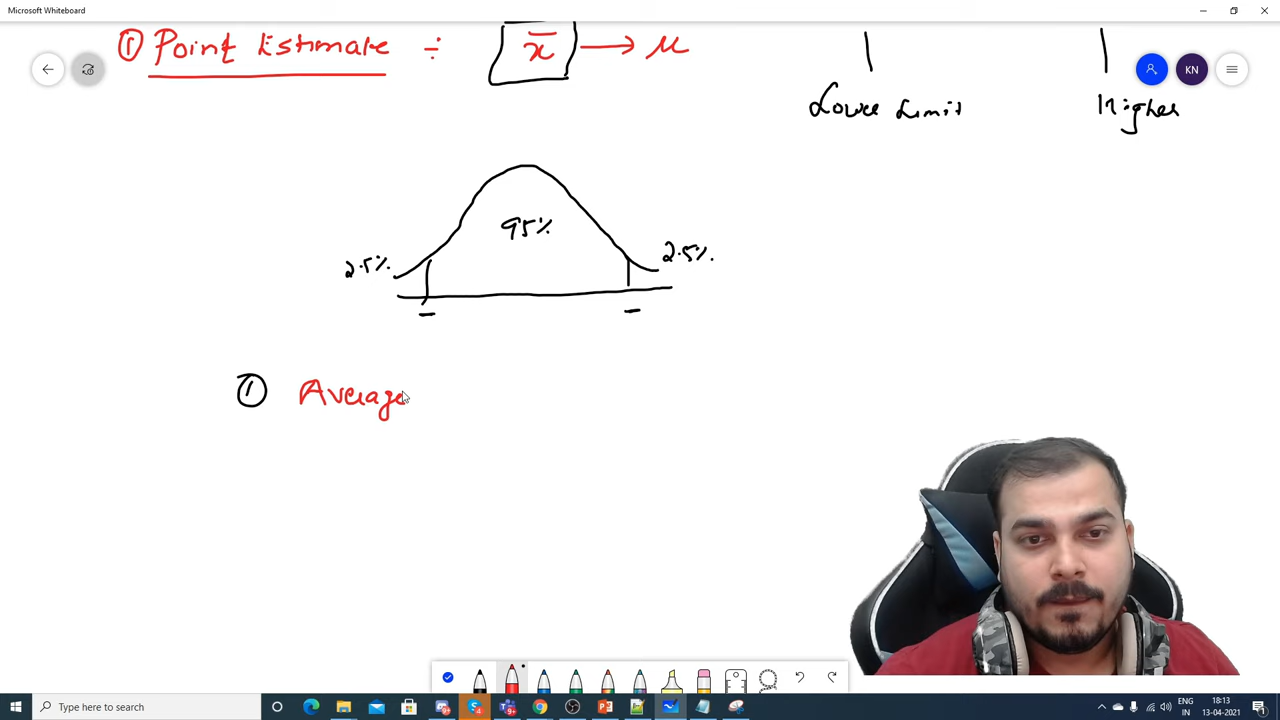 Microsoft Whiteboard
① Point Estimate ÷ x̄ → μ
KN
Lower Limit
Higher
95%
2.5%
2.5%.
① Average
Type here to search
ENG
IN
18:13
13-04-2021